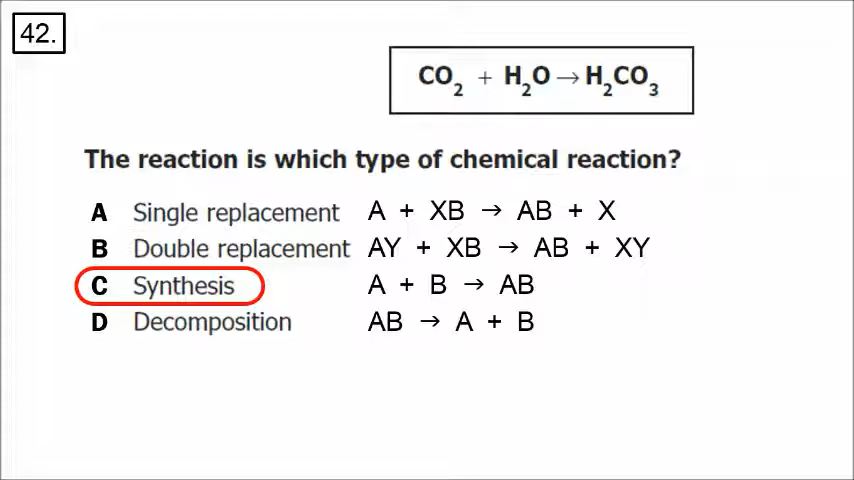 42.
CO₂ + H₂O → H₂CO₃
The reaction is which type of chemical reaction?
A Single replacement A + XB → AB + X
B Double replacement AY + XB → AB + XY
C Synthesis A + B → AB
D Decomposition AB → A + B